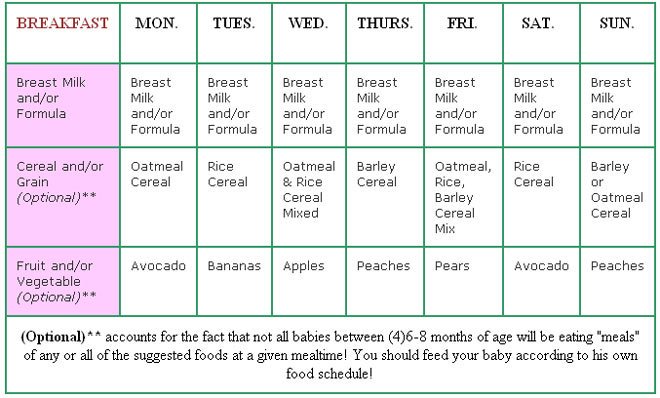 BREAKFAST MON. TUES. WED. THURS. FRI. SAT. SUN.
Breast Milk Breast Breast Breast Breast Breast Breast Breast
and/or Milk Milk Milk Milk Milk Milk Milk
Formula and/or and/or and/or and/or and/or and/or and/or
Formula Formula Formula Formula Formula Formula Formula
Cereal and/or Oatmeal Rice Oatmeal Barley Oatmeal, Rice Barley
Grain Cereal Cereal & Rice Cereal Rice, Cereal or
(Optional)** Cereal Barley Oatmeal
Mixed Cereal Cereal
Mix
Fruit and/or Avocado Bananas Apples Peaches Pears Avocado Peaches
Vegetable
(Optional)**
(Optional)** accounts for the fact that not all babies between (4)6-8 months of age will be eating "meals"
of any or all of the suggested foods at a given mealtime! You should feed your baby according to his own
food schedule!